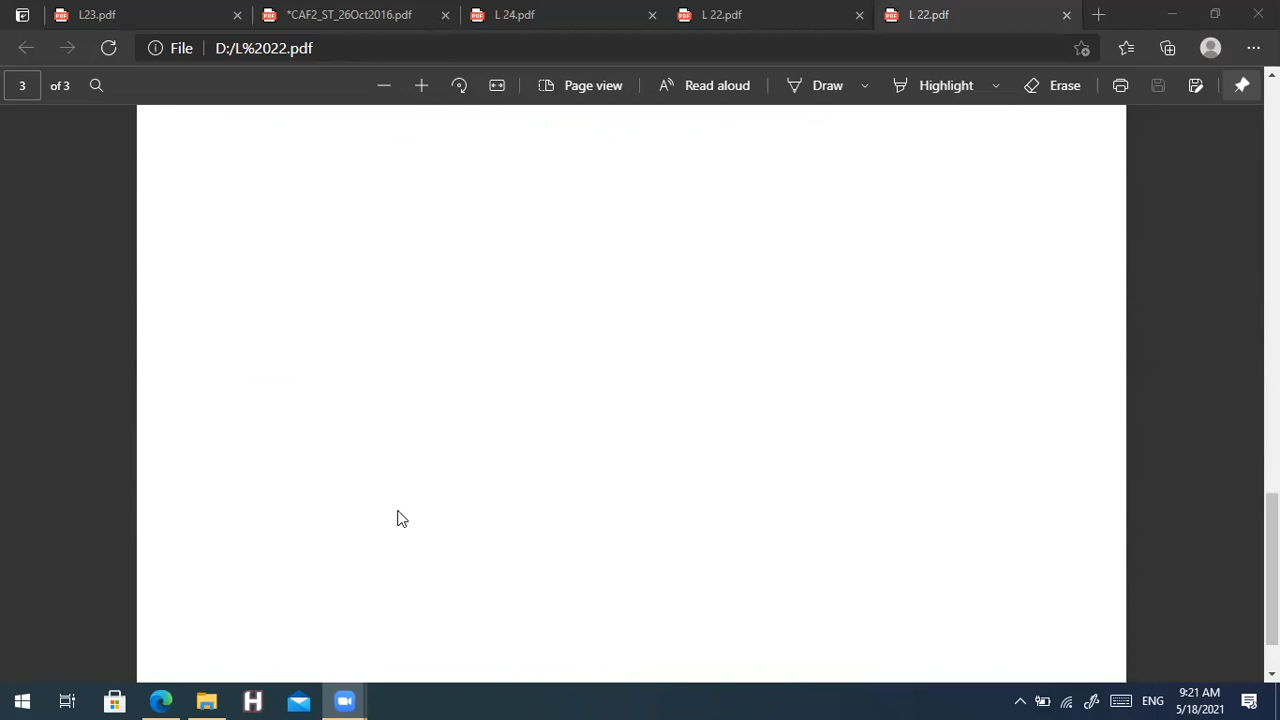 L23.pdf
*CAF2_ST_26Oct2016.pdf
L 24.pdf
L 22.pdf
L 22.pdf
File D:/L%2022.pdf
3 of 3 Page view A Read aloud Draw Highlight Erase
H ENG 9:21 AM
5/18/2021